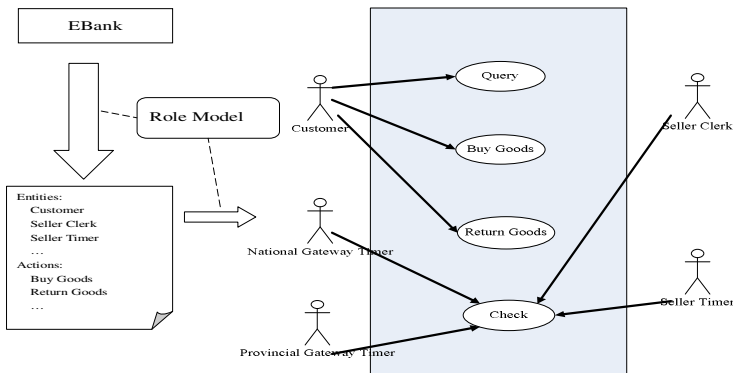 EBank
Role Model
Entities:
Customer
Seller Clerk
Seller Timer
...
Actions:
Buy Goods
Return Goods
...
Customer
National Gateway Timer
Provincial Gateway Timer
Query
Buy Goods
Return Goods
Check
Seller Clerk
Seller Timer